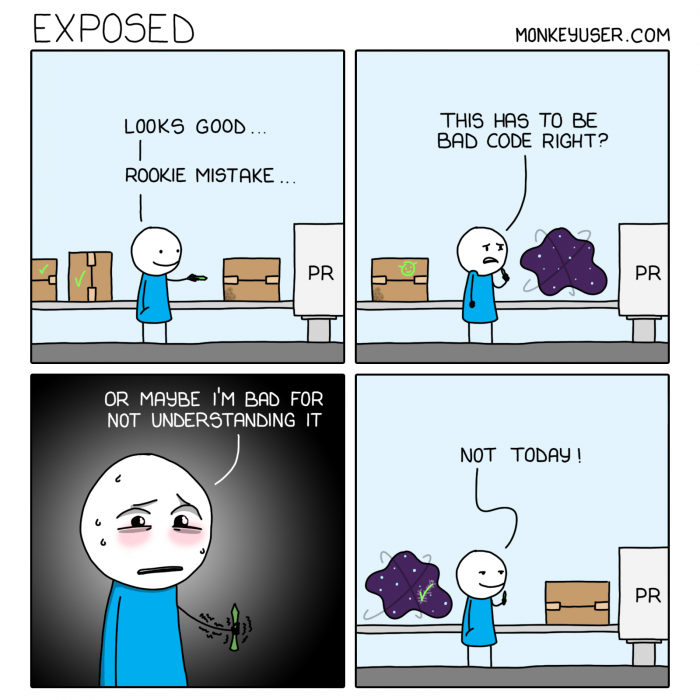 EXPOSED
MONKEYUSER.COM
LOOKS GOOD...
ROOKIE MISTAKE...
PR
THIS HAS TO BE
BAD CODE RIGHT?
PR
OR MAYBE I'M BAD FOR
NOT UNDERSTANDING IT
NOT TODAY!
PR